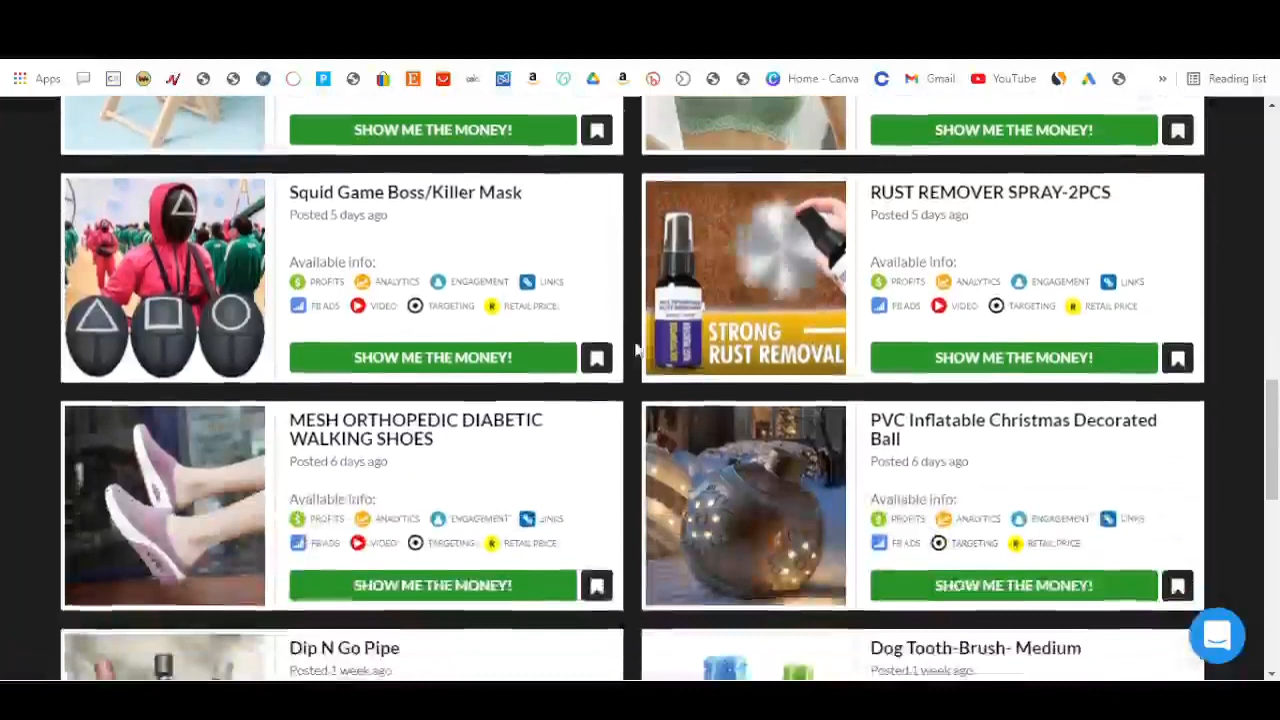 Apps
Home - Canva
Gmail
YouTube
»
Reading list
SHOW ME THE MONEY!
SHOW ME THE MONEY!
Squid Game Boss/Killer Mask
Posted 5 days ago
Available info:
PROFITS ANALYTICS ENGAGEMENT LINKS
FB ADS VIDEO TARGETING RETAIL PRICE
SHOW ME THE MONEY!
STRONG
RUST REMOVAL
RUST REMOVER SPRAY-2PCS
Posted 5 days ago
Available info:
PROFITS ANALYTICS ENGAGEMENT LINKS
FB ADS VIDEO TARGETING RETAIL PRICE
SHOW ME THE MONEY!
MESH ORTHOPEDIC DIABETIC
WALKING SHOES
Posted 6 days ago
Available info:
PROFITS ANALYTICS ENGAGEMENT LINKS
FB ADS VIDEO TARGETING RETAIL PRICE
SHOW ME THE MONEY!
PVC Inflatable Christmas Decorated
Ball
Posted 6 days ago
Available info:
PROFITS ANALYTICS ENGAGEMENT LINKS
FB ADS TARGETING RETAIL PRICE
SHOW ME THE MONEY!
Dip N Go Pipe
Posted 1 week ago
Dog Tooth-Brush- Medium
Posted 1 week ago